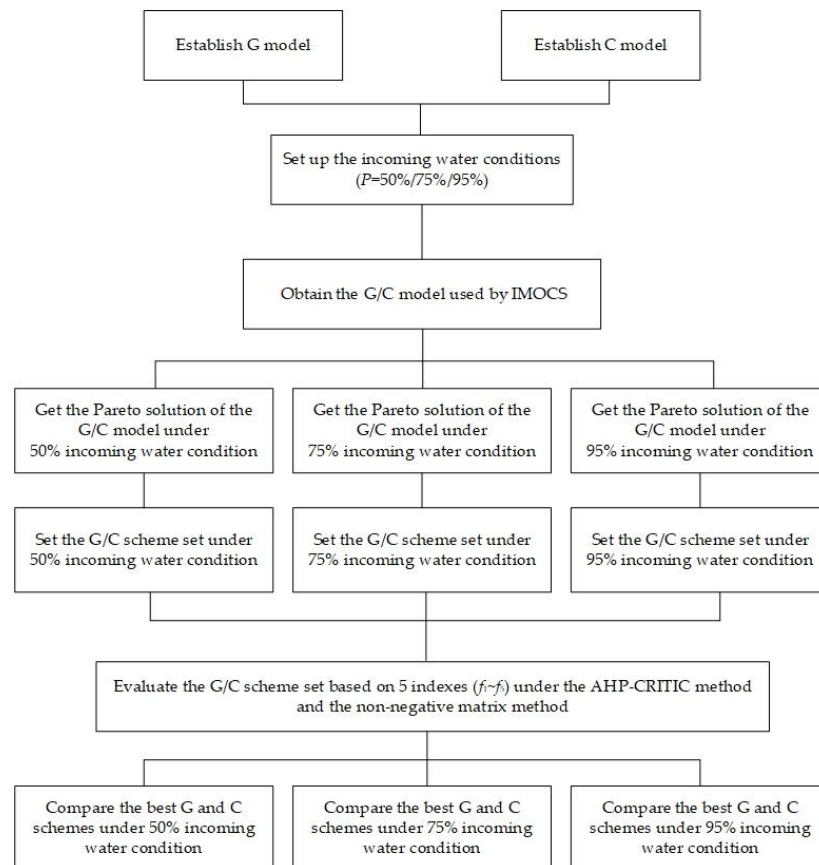 Establish G model
Establish C model
Set up the incoming water conditions
(P=50%/75%/95%)
Obtain the G/C model used by IMOCS
Get the Pareto solution of the
G/C model under
50% incoming water condition
Get the Pareto solution of the
G/C model under
75% incoming water condition
Get the Pareto solution of the
G/C model under
95% incoming water condition
Set the G/C scheme set under
50% incoming water condition
Set the G/C scheme set under
75% incoming water condition
Set the G/C scheme set under
95% incoming water condition
Evaluate the G/C scheme set based on 5 indexes (f₁~f₅) under the AHP-CRITIC method
and the non-negative matrix method
Compare the best G and C
schemes under 50% incoming
water condition
Compare the best G and C
schemes under 75% incoming
water condition
Compare the best G and C
schemes under 95% incoming
water condition